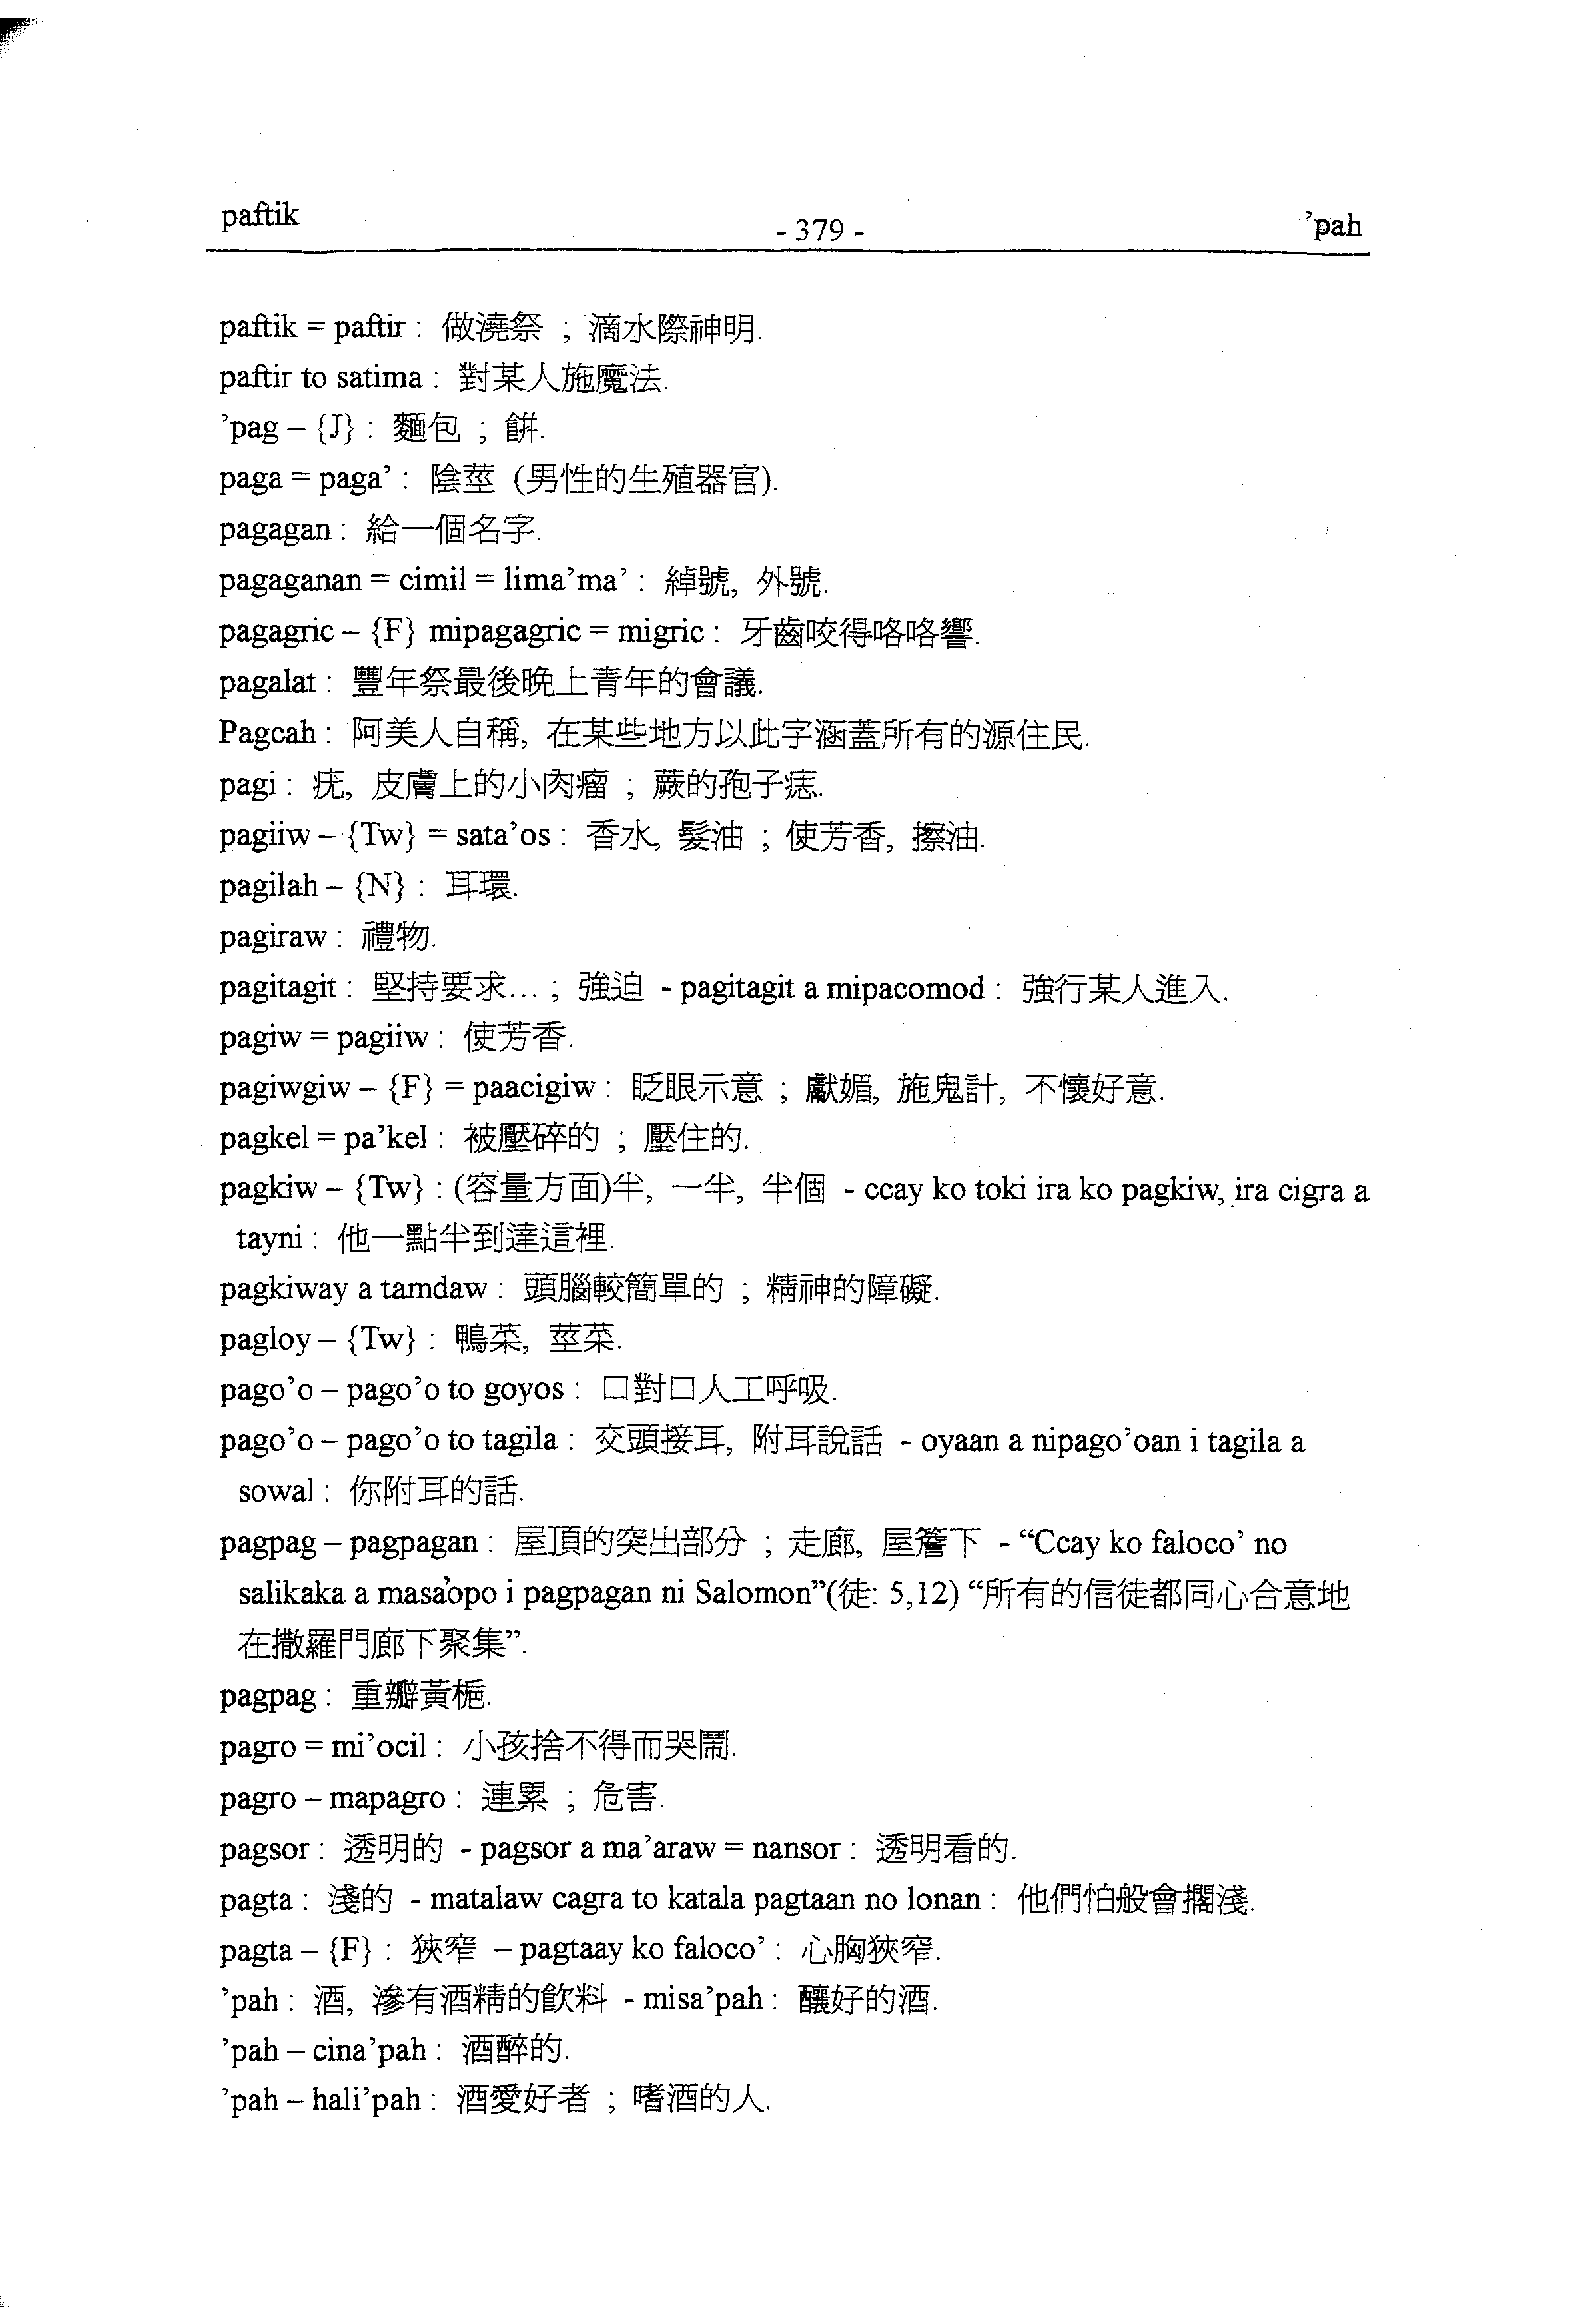 paftik
- 379 -
’pah
paftik = paftir : 做澆祭 ; 滴水際神明.
paftir to satima : 對某人施魔法.
’pag – {J} : 麵包 ; 餅.
paga = paga’ : 陰莖 (男性的生殖器官).
pagagan : 給一個名字.
pagaganan = cimil = lima’ma’ : 綽號, 外號.
pagagric – {F} mipagagric = migric : 牙齒咬得咯咯響.
pagalat : 豐年祭最後晚上青年的會議.
Pagcah : 阿美人自稱, 在某些地方以此字涵蓋所有的源住民.
pagi : 疣, 皮膚上的小肉瘤 ; 蕨的孢子痣.
pagiiw – {Tw} = sata’os : 香水, 髮油 ; 使芳香, 擦油.
pagilah – {N} : 耳環.
pagiraw : 禮物.
pagitagit : 堅持要求... ; 強迫 - pagitagit a mipacomod : 強行某人進入.
pagiw = pagiiw : 使芳香.
pagiwgiw – {F} = paacigiw : 眨眼示意 ; 獻媚, 施鬼計, 不懷好意.
pagkel = pa’kel : 被壓碎的 ; 壓住的.
pagkiw – {Tw} : (容量方面)半, 一半, 半個 - ccay ko toki ira ko pagkiw, ira cigra a
tayni : 他一點半到達這裡.
pagkiway a tamdaw : 頭腦較簡單的 ; 精神的障礙.
pagloy – {Tw} : 鴨菜, 莖菜.
pago’o – pago’o to goyos : 口對口人工呼吸.
pago’o – pago’o to tagila : 交頭接耳, 附耳說話 - oyaan a nipago’oan i tagila a
sowal : 你附耳的話.
pagpag – pagpagan : 屋頂的突出部分 ; 走廊, 屋簷下 - “Ccay ko faloco’ no
salikaka a masa’opo i pagpagan ni Salomon”(徒: 5,12) “所有的信徒都同心合意地
在撒羅門廊下聚集”.
pagpag : 重瓣黃梔.
pagro = mi’ocil : 小孩捨不得而哭鬧.
pagro – mapagro : 連累 ; 危害.
pagsor : 透明的 - pagsor a ma’araw = nansor : 透明看的.
pagta : 淺的 - matalaw cagra to katala pagtaan no lonan : 他們怕般會擱淺.
pagta – {F} : 狹窄 – pagtaay ko faloco’ : 心胸狹窄.
’pah : 酒, 滲有酒精的飲料 - misa’pah : 釀好的酒.
’pah – cina’pah : 酒醉的.
’pah – hali’pah : 酒愛好者 ; 嗜酒的人.